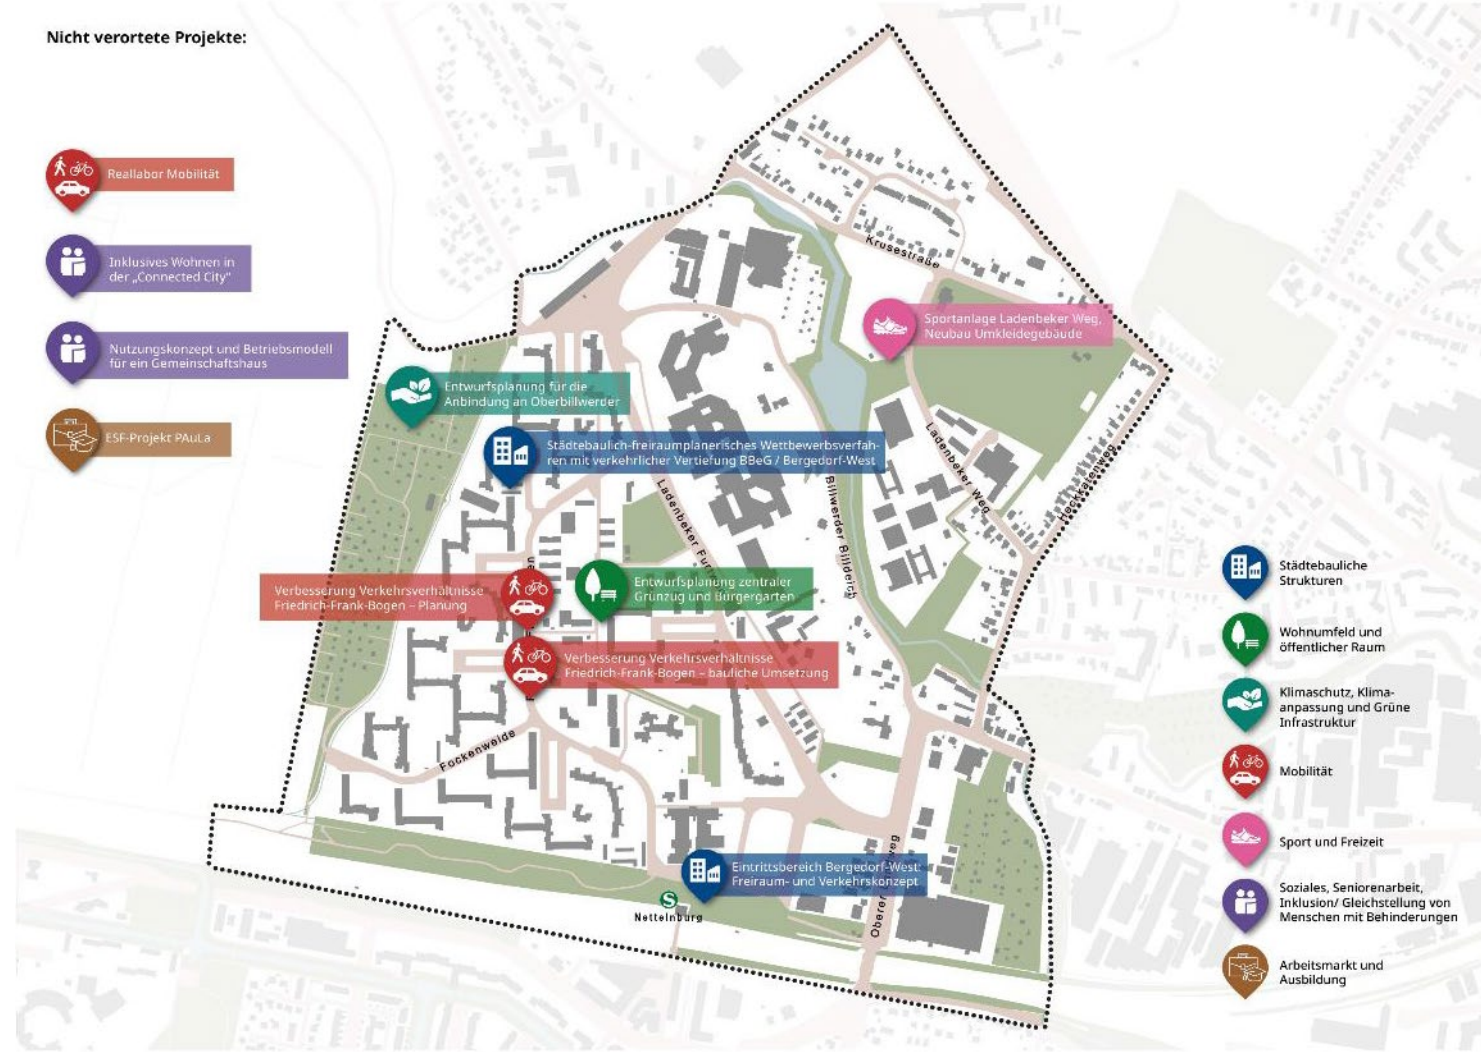 Nicht verortete Projekte:
Reallabor Mobilität
Inklusives Wohnen in
der „Connected City“
Nutzungskonzept und Betriebsmodell
für ein Gemeinschaftshaus
ESF-Projekt PAuLa
Krusestraße
Sportanlage Ladenbeker Weg,
Neubau Umkleidegebäude
Entwurfsplanung für die
Anbindung an Oberbillwerder
Städtebaulich-freiraumplanerisches Wettbewerbsverfah-
ren mit verkehrlicher Vertiefung BBeG / Bergedorf-West
Ladenbeker Weg
Heckkatenweg
Ladenbeker Furt
Billwerder Billdeich
Verbesserung Verkehrsverhältnisse
Friedrich-Frank-Bogen – Planung
Entwurfsplanung zentraler
Grünzug und Bürgergarten
Verbesserung Verkehrsverhältnisse
Friedrich-Frank-Bogen – bauliche Umsetzung
Fockenweide
Eintrittsbereich Bergedorf-West:
Freiraum- und Verkehrskonzept
S
Nettelnburg
Oberer
Städtebauliche
Strukturen
Wohnumfeld und
öffentlicher Raum
Klimaschutz, Klima-
anpassung und Grüne
Infrastruktur
Mobilität
Sport und Freizeit
Soziales, Seniorenarbeit,
Inklusion/ Gleichstellung von
Menschen mit Behinderungen
Arbeitsmarkt und
Ausbildung